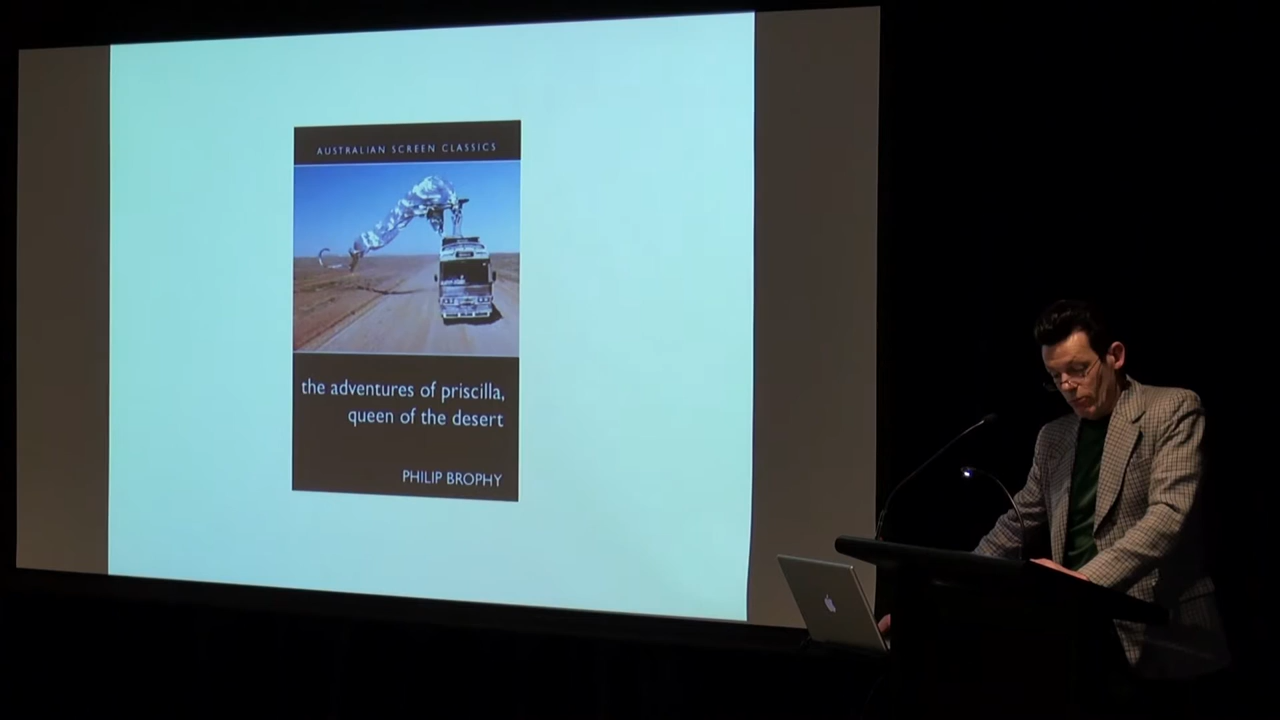 AUSTRALIAN SCREEN CLASSICS
the adventures of priscilla,
queen of the desert
PHILIP BROPHY